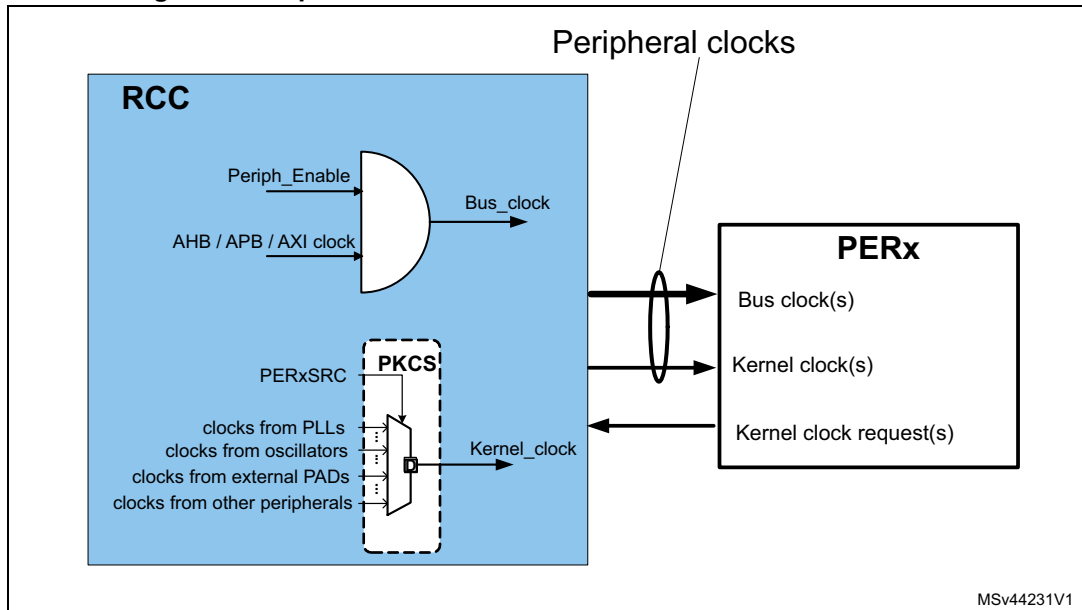 Peripheral clocks
RCC
Periph_Enable
Bus_clock
AHB / APB / AXI clock
PERx
Bus clock(s)
Kernel clock(s)
Kernel clock request(s)
PKCS
PERxSRC
clocks from PLLs
clocks from oscillators
clocks from external PADs
clocks from other peripherals
D
Kernel_clock
MSv44231V1